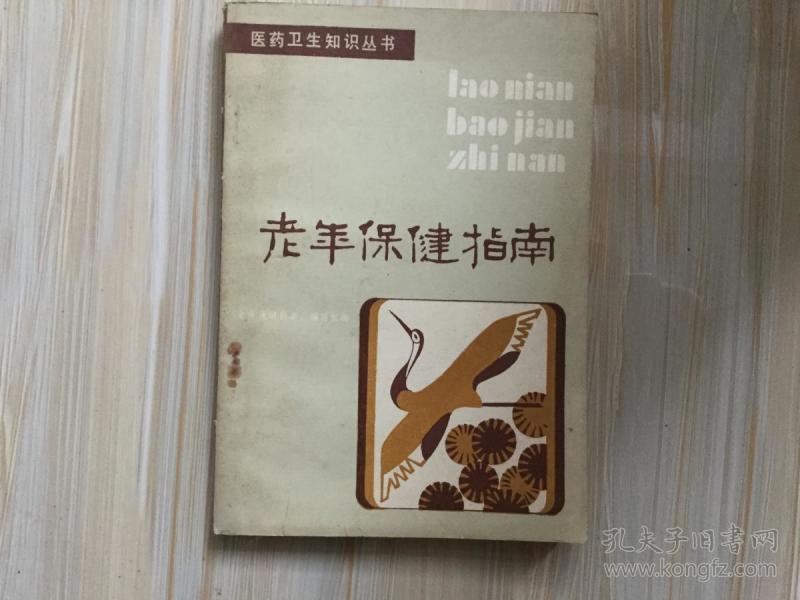 医药卫生知识丛书
lao nian
bao jian
zhi nan
老年保健指南
孔夫子旧书网
www.kongfz.com